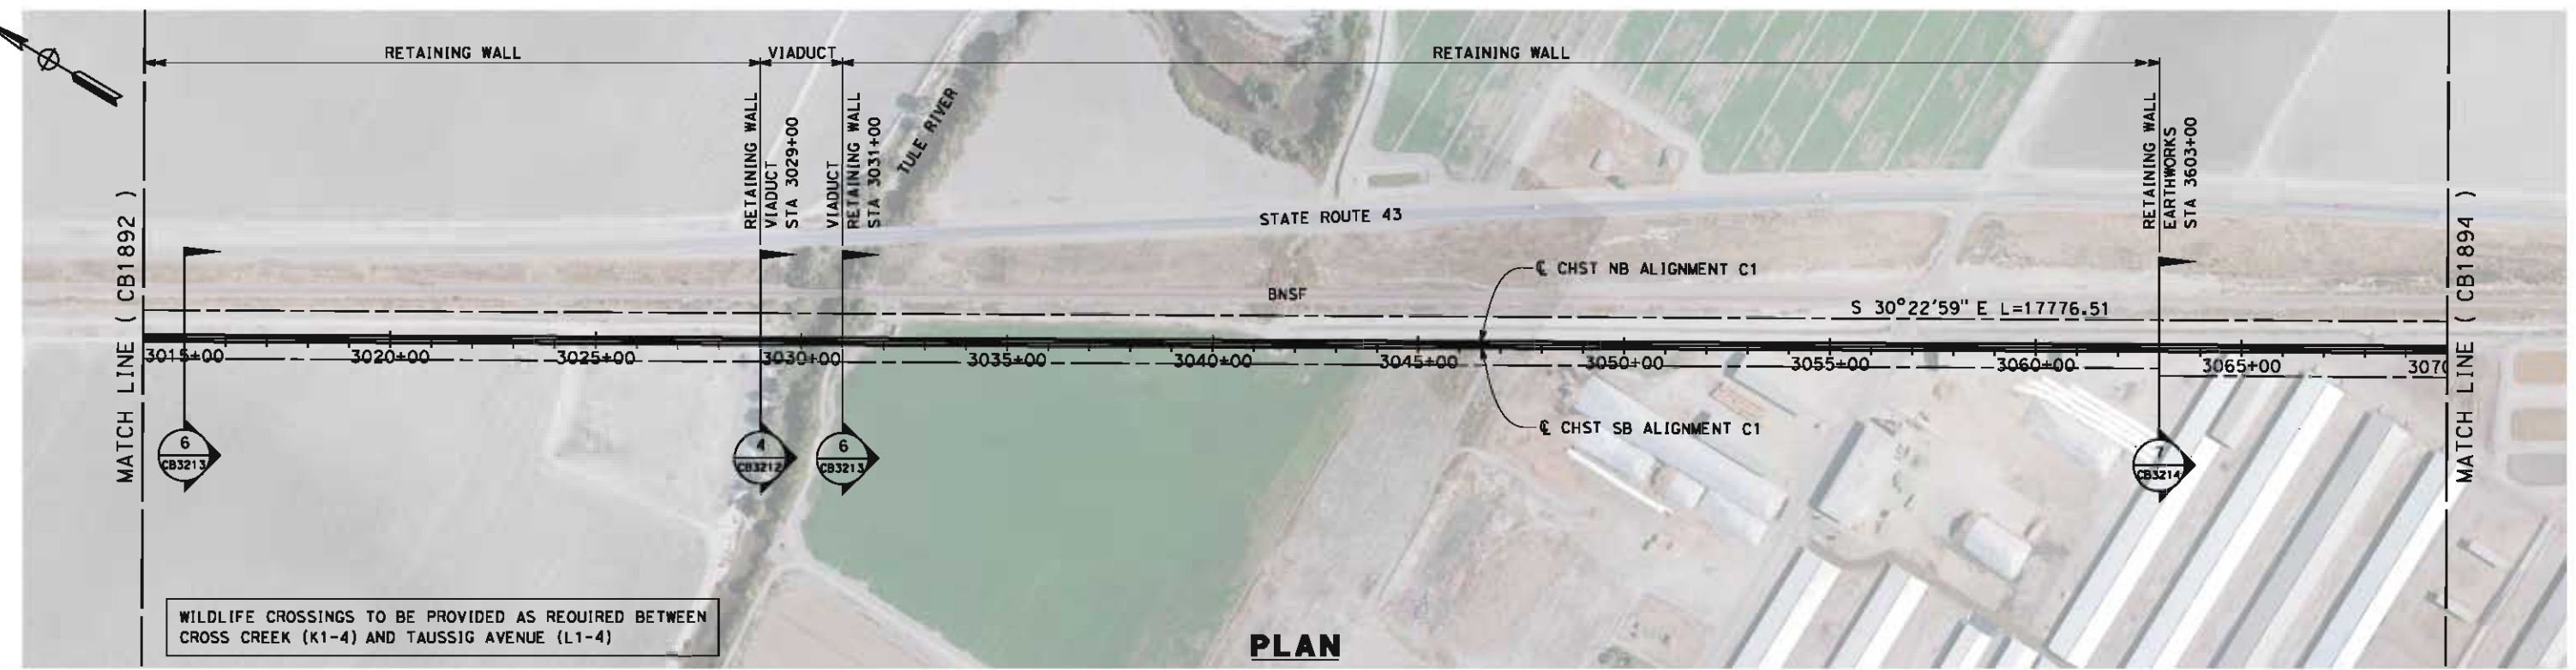 RETAINING WALL
VIADUCT
RETAINING WALL
RETAINING WALL
VIADUCT
STA 3029+00
VIADUCT
RETAINING WALL
STA 3031+00
TULE RIVER
RETAINING WALL
EARTHWORKS
STA 3603+00
STATE ROUTE 43
MATCH LINE ( CB1892 )
MATCH LINE ( CB1894 )
℄ CHST NB ALIGNMENT C1
BNSF
S 30°22'59" E L=17776.51
3015+00
3020+00
3025+00
3030+00
3035+00
3040+00
3045+00
3050+00
3055+00
3060+00
3065+00
3070
℄ CHST SB ALIGNMENT C1
6
CB3213
4
CB3212
6
CB3213
7
CB3214
WILDLIFE CROSSINGS TO BE PROVIDED AS REQUIRED BETWEEN
CROSS CREEK (K1-4) AND TAUSSIG AVENUE (L1-4)
PLAN